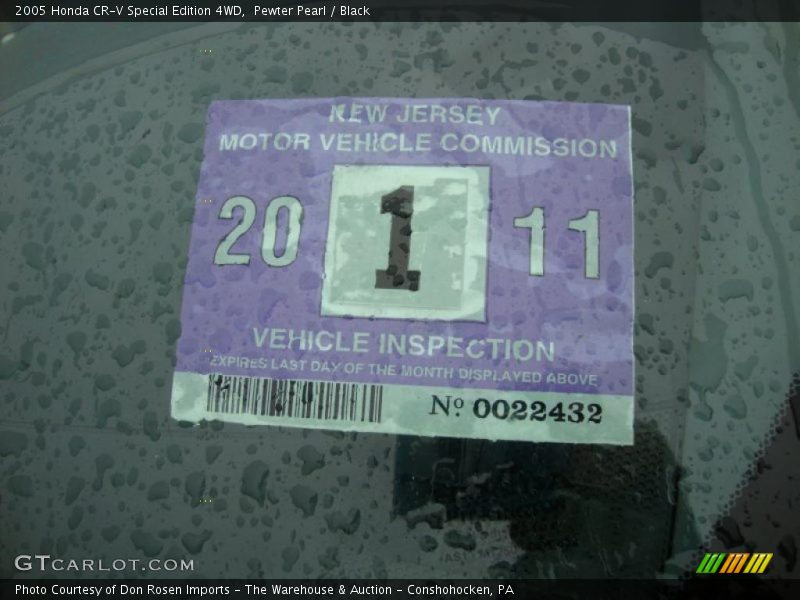 2005 Honda CR-V Special Edition 4WD,  Pewter Pearl / Black
NEW JERSEY
MOTOR VEHICLE COMMISSION
20 1 11
VEHICLE INSPECTION
EXPIRES LAST DAY OF THE MONTH DISPLAYED ABOVE
Nº 0022432
GTCARLOT.COM
Photo Courtesy of Don Rosen Imports - The Warehouse & Auction - Conshohocken, PA